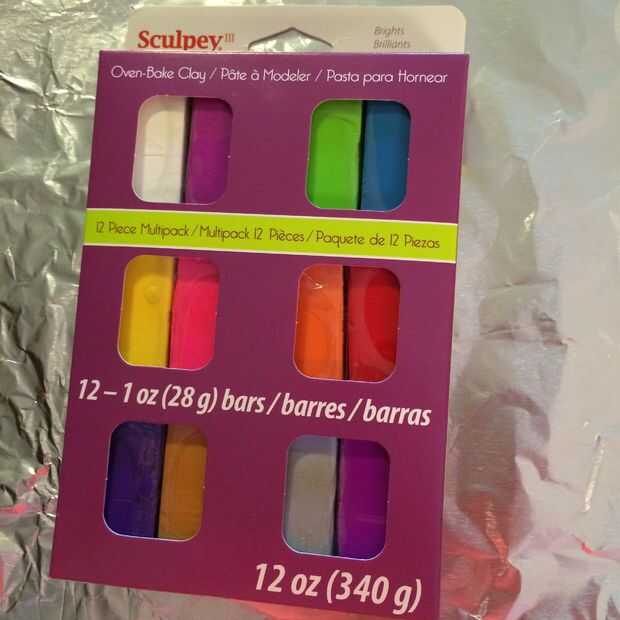 Sculpey III
Brights
Brilliants
Oven-Bake Clay / Pâte à Modeler / Pasta para Hornear
12 Piece Multipack / Multipack 12 Pièces / Paquete de 12 Piezas
12 – 1 oz (28 g) bars / barres / barras
12 oz (340 g)